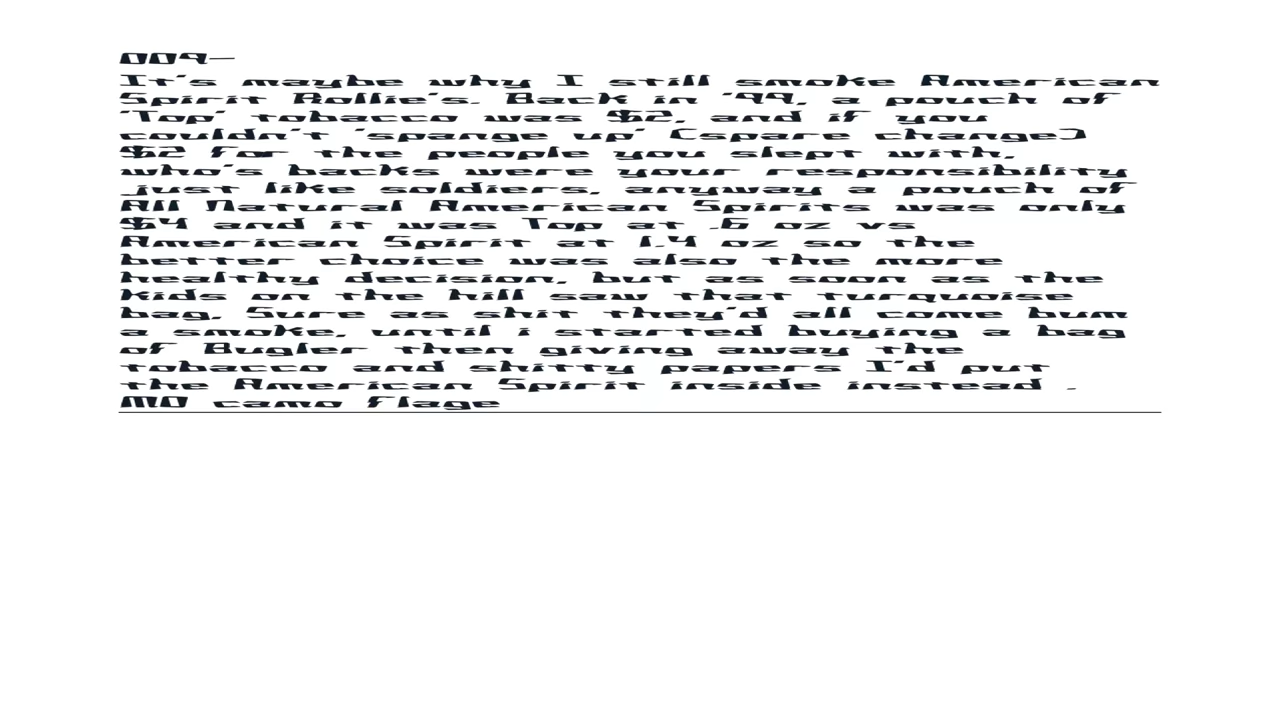 009—
It's maybe why I still smoke American
Spirit Rollie's. Back in '99, a pouch of
'Top' tobacco was $2, and if you
couldn't 'spange up' (spare change)
$2 for the people you slept with,
who's backs were your responsibility
just like soldiers, anyway a pouch of
All Natural American Spirits was only
$4 and it was Top at .6 oz vs
American Spirit at 1.4 oz so the
better choice was also the more
healthy decision, but as soon as the
kids on the hill saw that turquoise
bag, Sure as shit they'd all come bum
a smoke, until i started buying a bag
of Bugler then giving away the
tobacco and shitty papers I'd put
the American Spirit inside instead .
MO camo flage